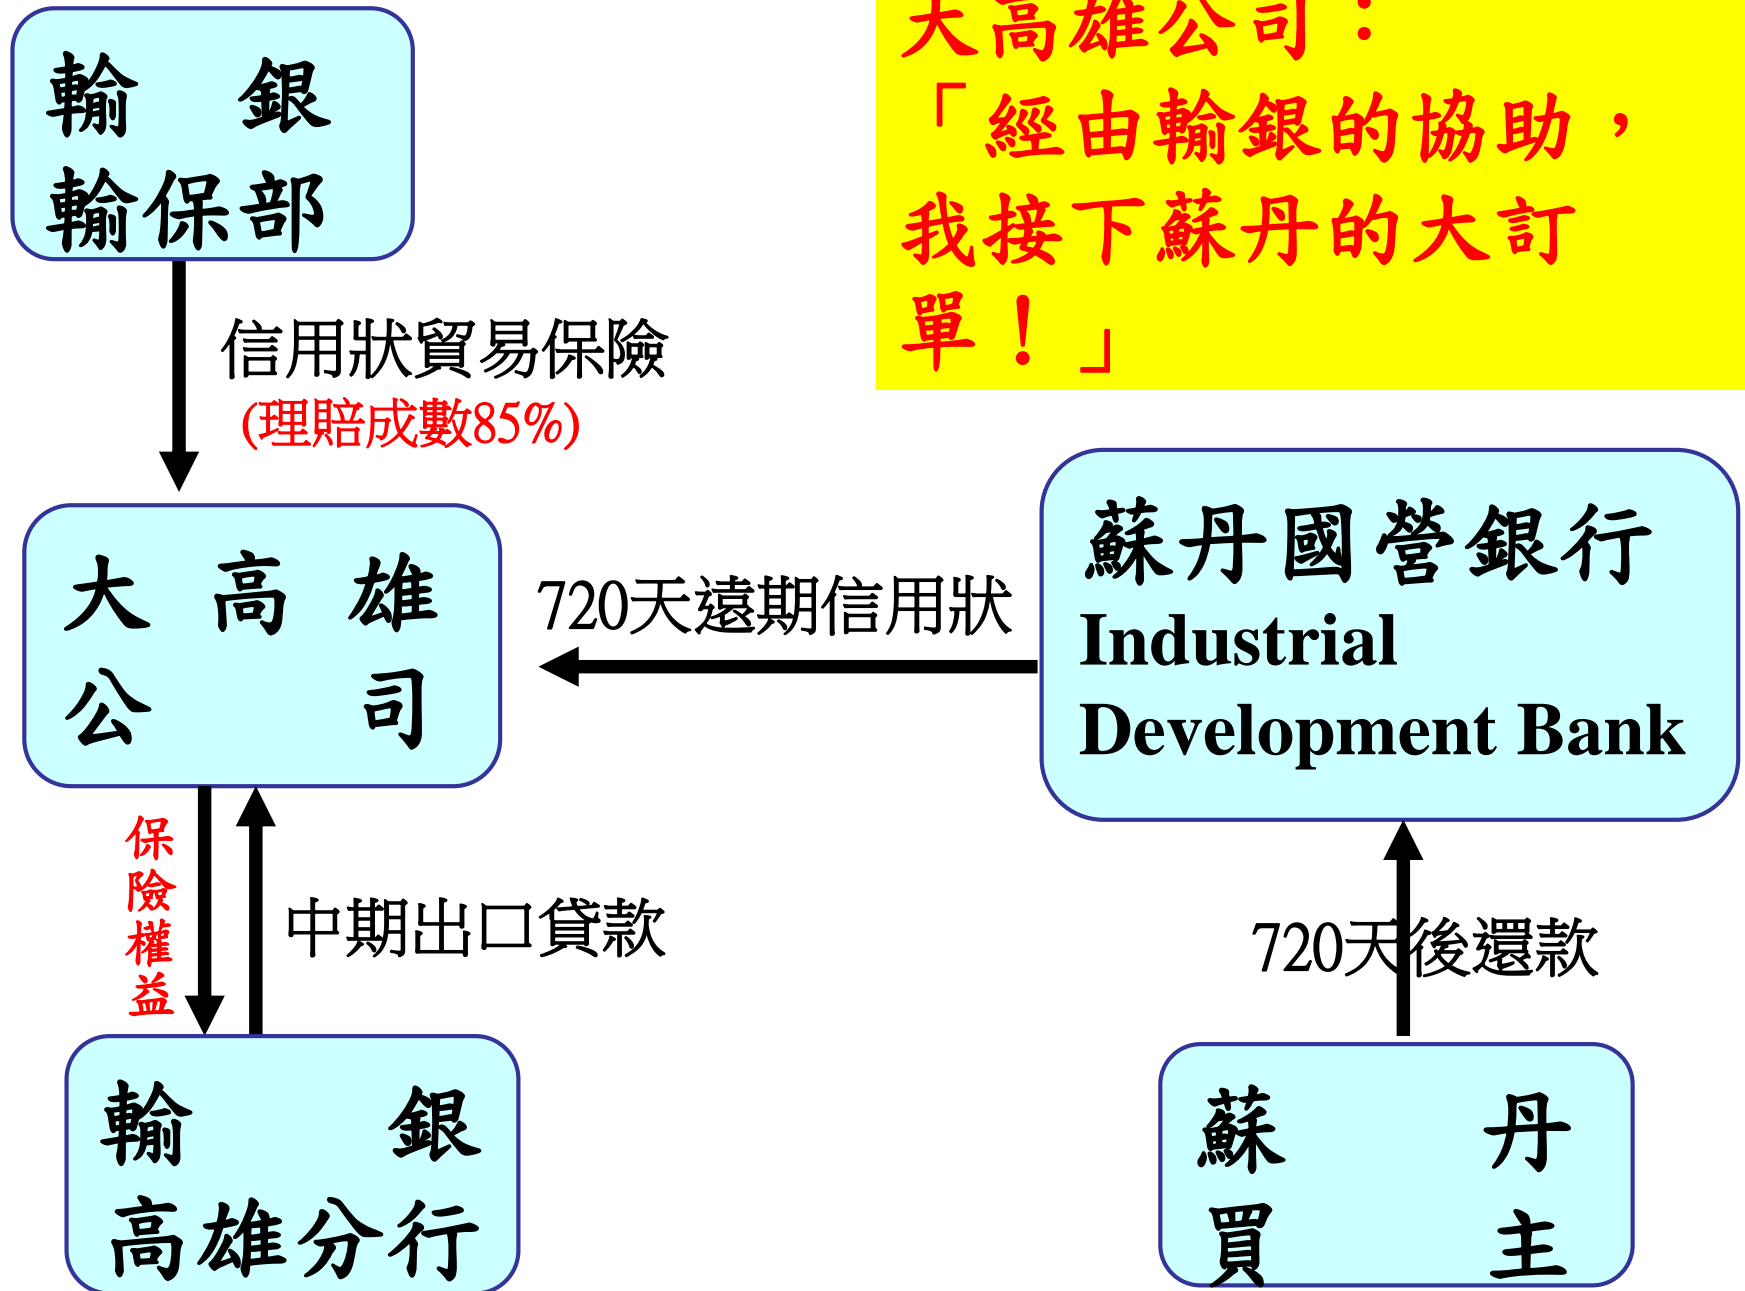 輸銀
輸保部
大高雄公司：
「經由輸銀的協助，
我接下蘇丹的大訂
單！」
信用狀貿易保險
(理賠成數85%)
大高雄
公司
720天遠期信用狀
蘇丹國營銀行
Industrial
Development Bank
保
險
權
益
中期出口貸款
720天後還款
輸銀
高雄分行
蘇丹
買主